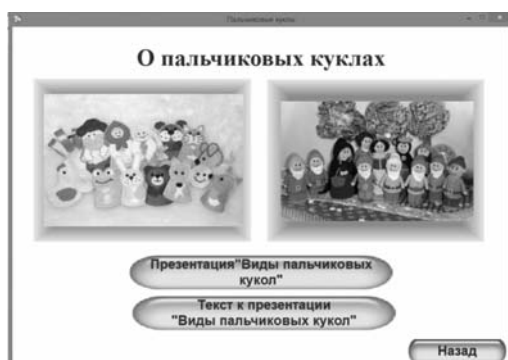 Пальчиковые куклы
О пальчиковых куклах
Презентация"Виды пальчиковых
кукол"
Текст к презентации
"Виды пальчиковых кукол"
Назад